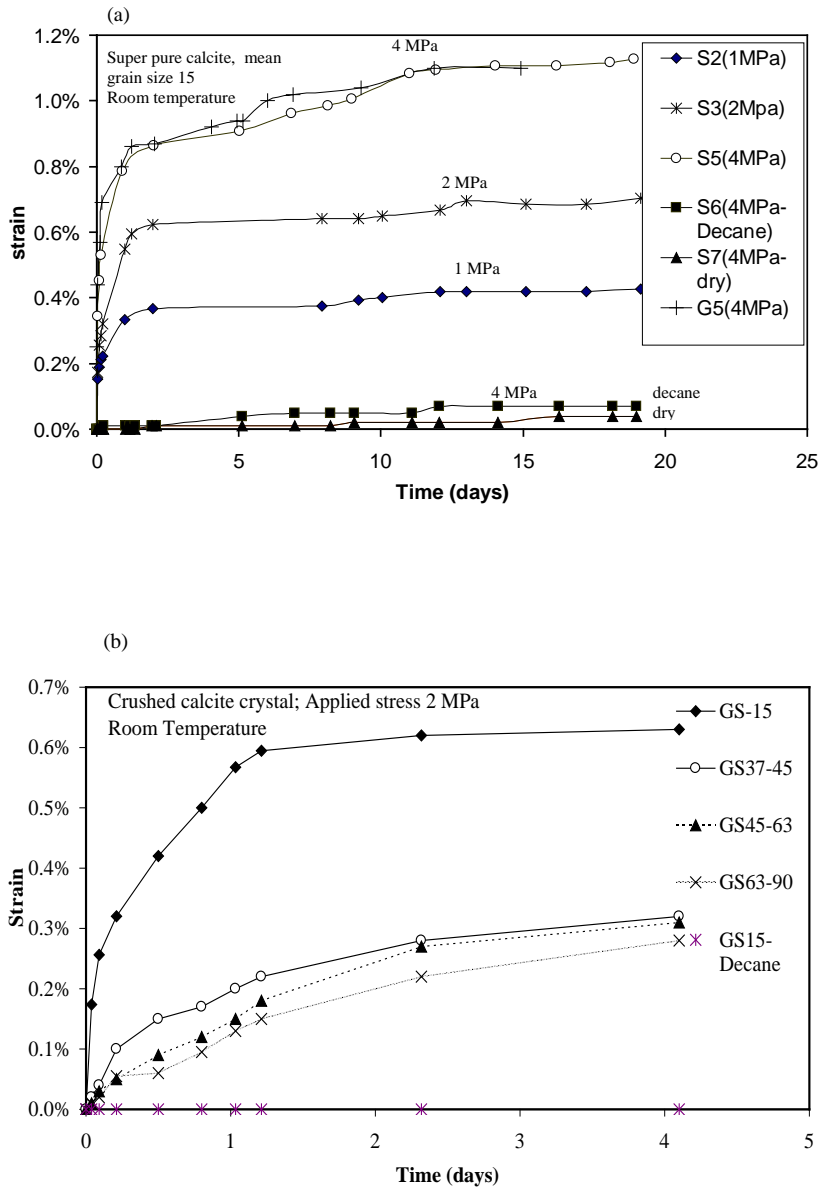 (a)
1.2%
1.0%
0.8%
0.6%
0.4%
0.2%
0.0%
strain
Super pure calcite, mean
grain size 15
Room temperature
4 MPa
2 MPa
1 MPa
4 MPa
decane
dry
S2(1MPa)
S3(2Mpa)
S5(4MPa)
S6(4MPa-
Decane)
S7(4MPa-
dry)
G5(4MPa)
0 5 10 15 20 25
Time (days)
(b)
0.7%
0.6%
0.5%
0.4%
0.3%
0.2%
0.1%
0.0%
Strain
Crushed calcite crystal; Applied stress 2 MPa
Room Temperature
GS-15
GS37-45
GS45-63
GS63-90
GS15-
Decane
0 1 2 3 4 5
Time (days)